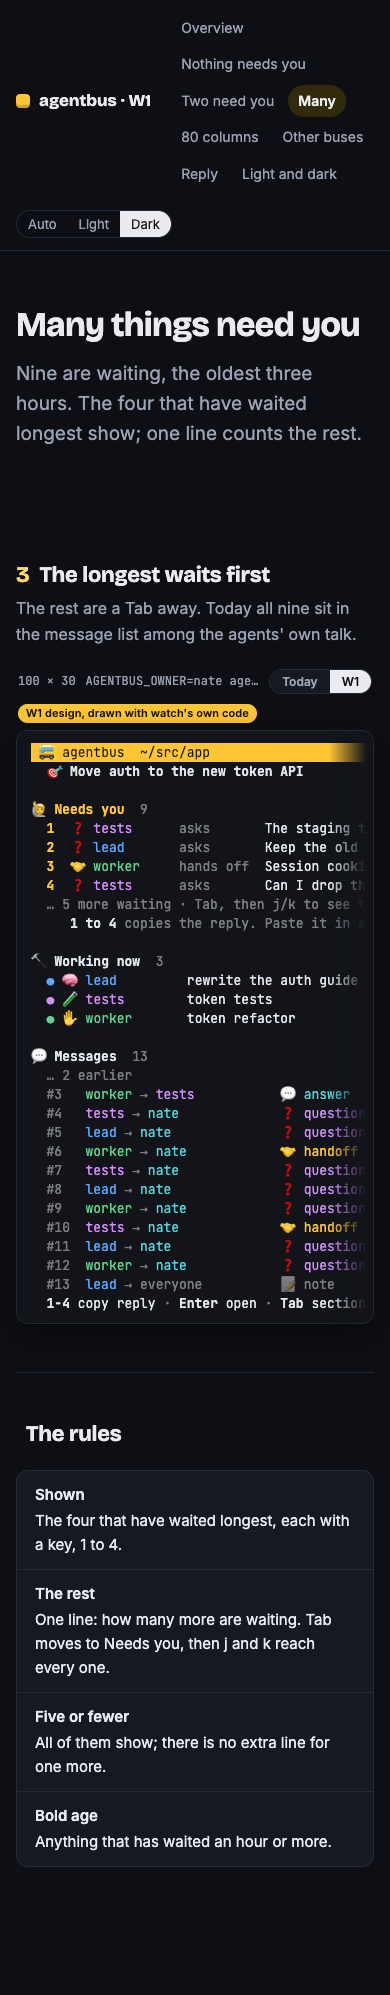 agentbus · W1
Overview
Nothing needs you
Two need you Many
80 columns Other buses
Reply Light and dark
Auto Light Dark
Many things need you
Nine are waiting, the oldest three
hours. The four that have waited
longest show; one line counts the rest.
3 The longest waits first
The rest are a Tab away. Today all nine sit in
the message list among the agents' own talk.
100 × 30 AGENTBUS_OWNER=nate age…
Today W1
W1 design, drawn with watch's own code
agentbus ~/src/app
Move auth to the new token API
Needs you 9
1 ❓ tests asks The staging
2 ❓ lead asks Keep the old
3 worker hands off Session cooki
4 ❓ tests asks Can I drop th
… 5 more waiting · Tab, then j/k to see
1 to 4 copies the reply. Paste it in a
Working now 3
● lead rewrite the auth guide
● tests token tests
● worker token refactor
Messages 13
… 2 earlier
#3 worker → tests answer
#4 tests → nate ❓ question
#5 lead → nate ❓ question
#6 worker → nate handoff
#7 tests → nate ❓ question
#8 lead → nate ❓ question
#9 worker → nate ❓ question
#10 tests → nate handoff
#11 lead → nate ❓ question
#12 worker → nate ❓ question
#13 lead → everyone note
1-4 copy reply · Enter open · Tab section
The rules
Shown
The four that have waited longest, each with
a key, 1 to 4.
The rest
One line: how many more are waiting. Tab
moves to Needs you, then j and k reach
every one.
Five or fewer
All of them show; there is no extra line for
one more.
Bold age
Anything that has waited an hour or more.